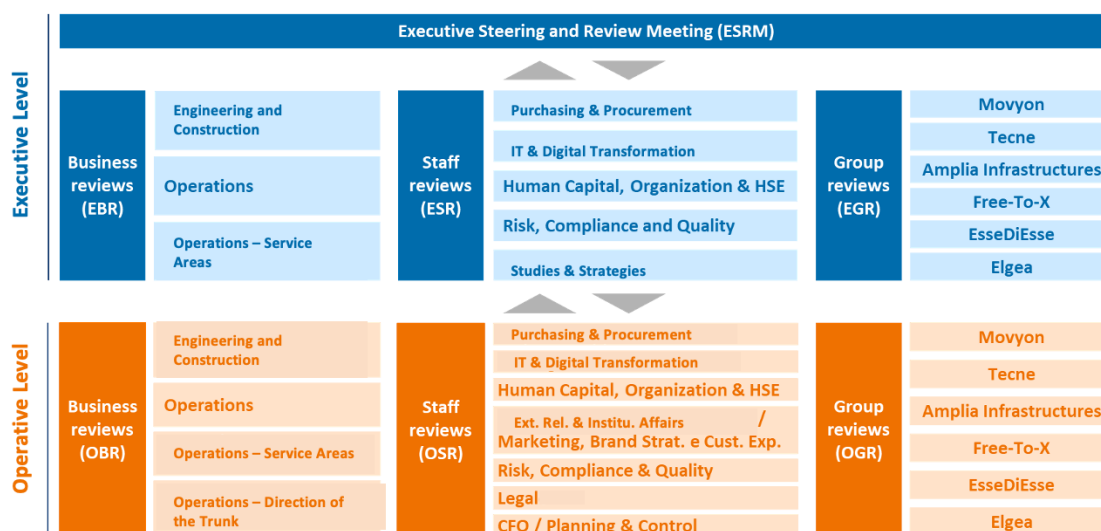 Executive Steering and Review Meeting (ESRM)
Executive Level
Business
reviews
(EBR)
Engineering and
Construction
Operations
Operations – Service
Areas
Staff
reviews
(ESR)
Purchasing & Procurement
IT & Digital Transformation
Human Capital, Organization & HSE
Risk, Compliance and Quality
Studies & Strategies
Group
reviews
(EGR)
Movyon
Tecne
Amplia Infrastructures
Free-To-X
EsseDiEsse
Elgea
Operative Level
Business
reviews
(OBR)
Engineering and
Construction
Operations
Operations – Service Areas
Operations – Direction of
the Trunk
Staff
reviews
(OSR)
Purchasing & Procurement
IT & Digital Transformation
Human Capital, Organization & HSE
Ext. Rel. & Institu. Affairs /
Marketing, Brand Strat. e Cust. Exp.
Risk, Compliance & Quality
Legal
CFO / Planning & Control
Group
reviews
(OGR)
Movyon
Tecne
Amplia Infrastructures
Free-To-X
EsseDiEsse
Elgea